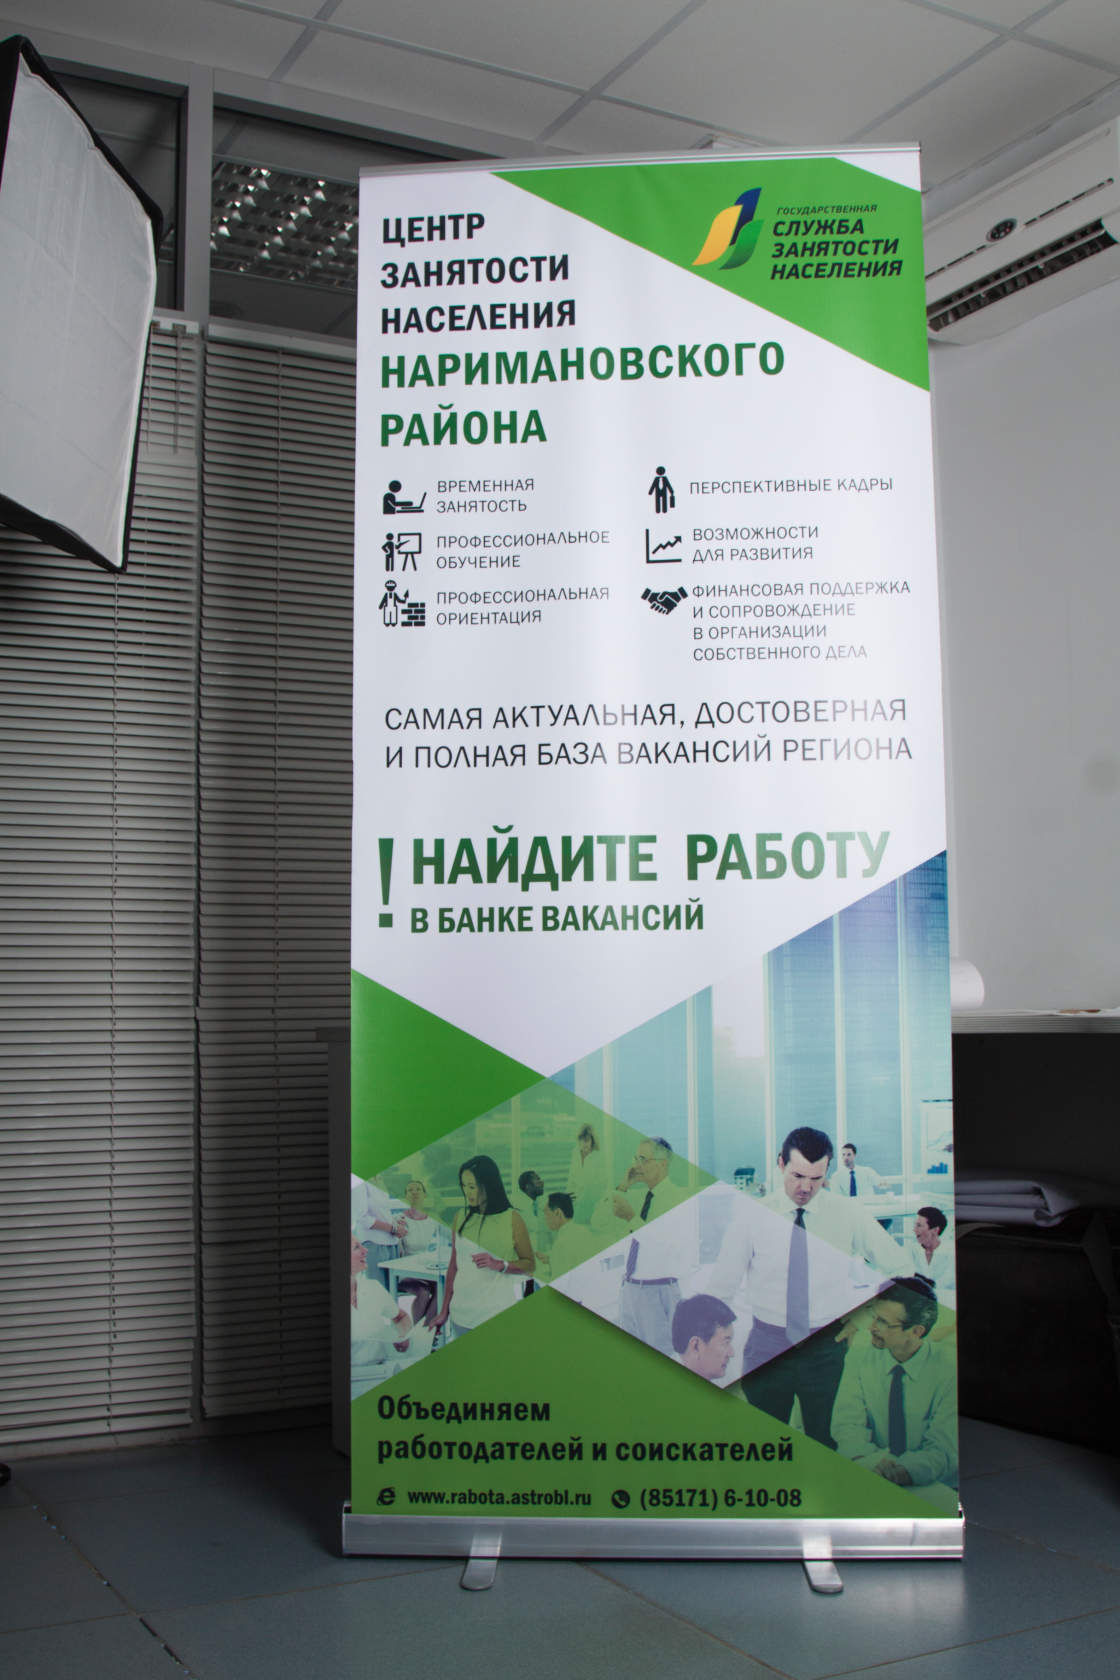 ЦЕНТР
ЗАНЯТОСТИ
НАСЕЛЕНИЯ
НАРИМАНОВСКОГО
РАЙОНА
ГОСУДАРСТВЕННАЯ
СЛУЖБА
ЗАНЯТОСТИ
НАСЕЛЕНИЯ
ВРЕМЕННАЯ
ЗАНЯТОСТЬ
ПРОФЕССИОНАЛЬНОЕ
ОБУЧЕНИЕ
ПРОФЕССИОНАЛЬНАЯ
ОРИЕНТАЦИЯ
ПЕРСПЕКТИВНЫЕ КАДРЫ
ВОЗМОЖНОСТИ
ДЛЯ РАЗВИТИЯ
ФИНАНСОВАЯ ПОДДЕРЖКА
И СОПРОВОЖДЕНИЕ
В ОРГАНИЗАЦИИ
СОБСТВЕННОГО ДЕЛА
САМАЯ АКТУАЛЬНАЯ, ДОСТОВЕРНАЯ
И ПОЛНАЯ БАЗА ВАКАНСИЙ РЕГИОНА
! НАЙДИТЕ РАБОТУ
В БАНКЕ ВАКАНСИЙ
Объединяем
работодателей и соискателей
www.rabota.astrobl.ru (85171) 6-10-08